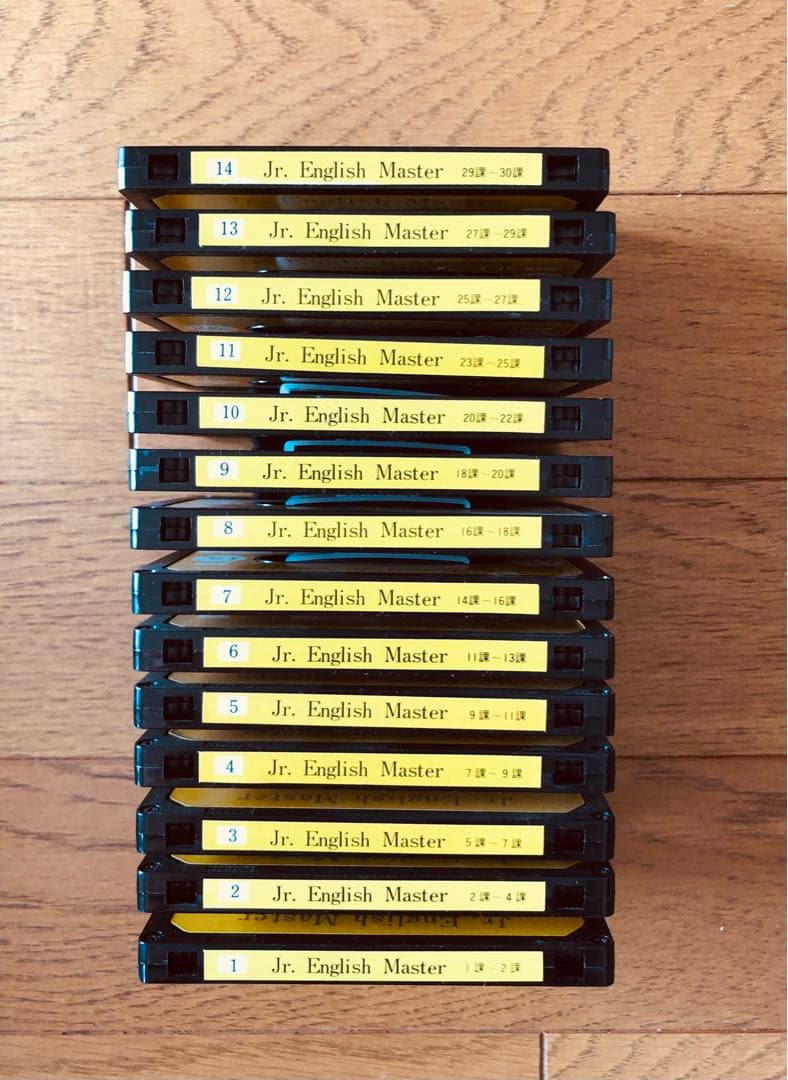 14 Jr. English Master 29課～30課
13 Jr. English Master 27課～29課
12 Jr. English Master 25課～27課
11 Jr. English Master 23課～25課
10 Jr. English Master 20課～22課
9 Jr. English Master 18課～20課
8 Jr. English Master 16課～18課
7 Jr. English Master 14課～16課
6 Jr. English Master 11課～13課
5 Jr. English Master 9課～11課
4 Jr. English Master 7課～9課
Jr. English Master
3 Jr. English Master 5課～7課
2 Jr. English Master 2課～4課
Jr. English Master
1 Jr. English Master 1課～2課